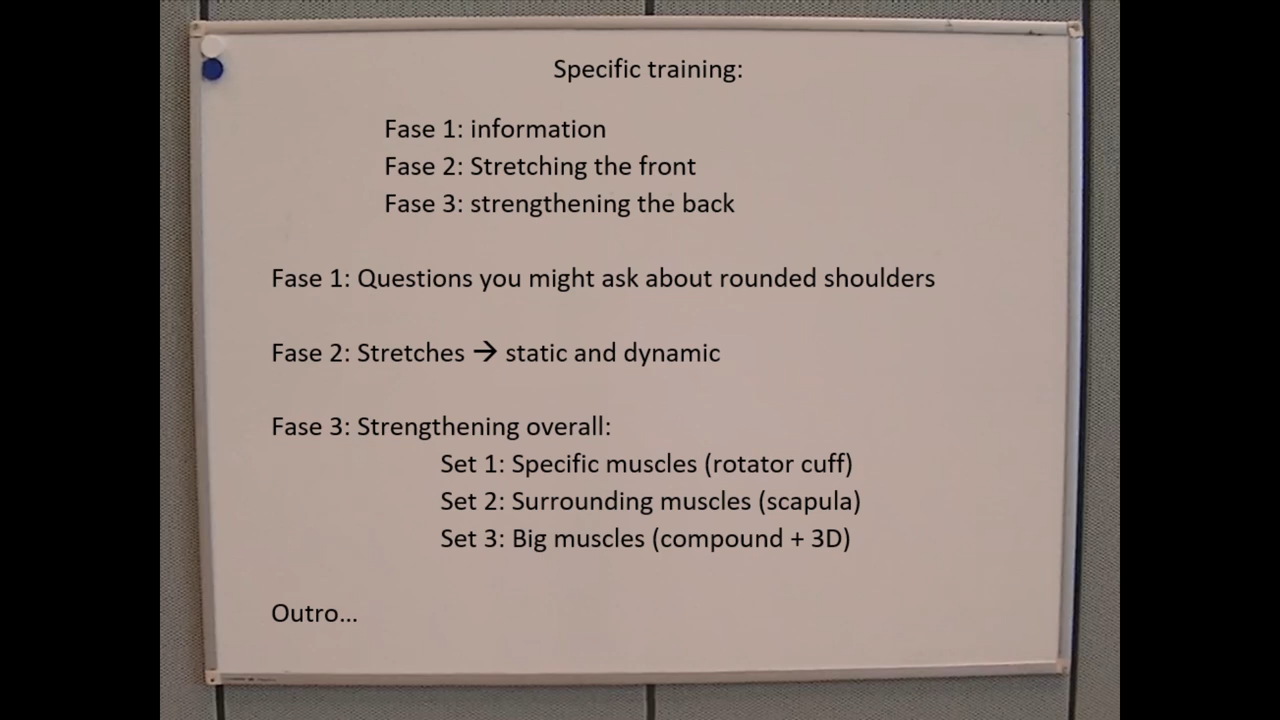 Specific training:
Fase 1: information
Fase 2: Stretching the front
Fase 3: strengthening the back
Fase 1: Questions you might ask about rounded shoulders
Fase 2: Stretches → static and dynamic
Fase 3: Strengthening overall:
Set 1: Specific muscles (rotator cuff)
Set 2: Surrounding muscles (scapula)
Set 3: Big muscles (compound + 3D)
Outro…